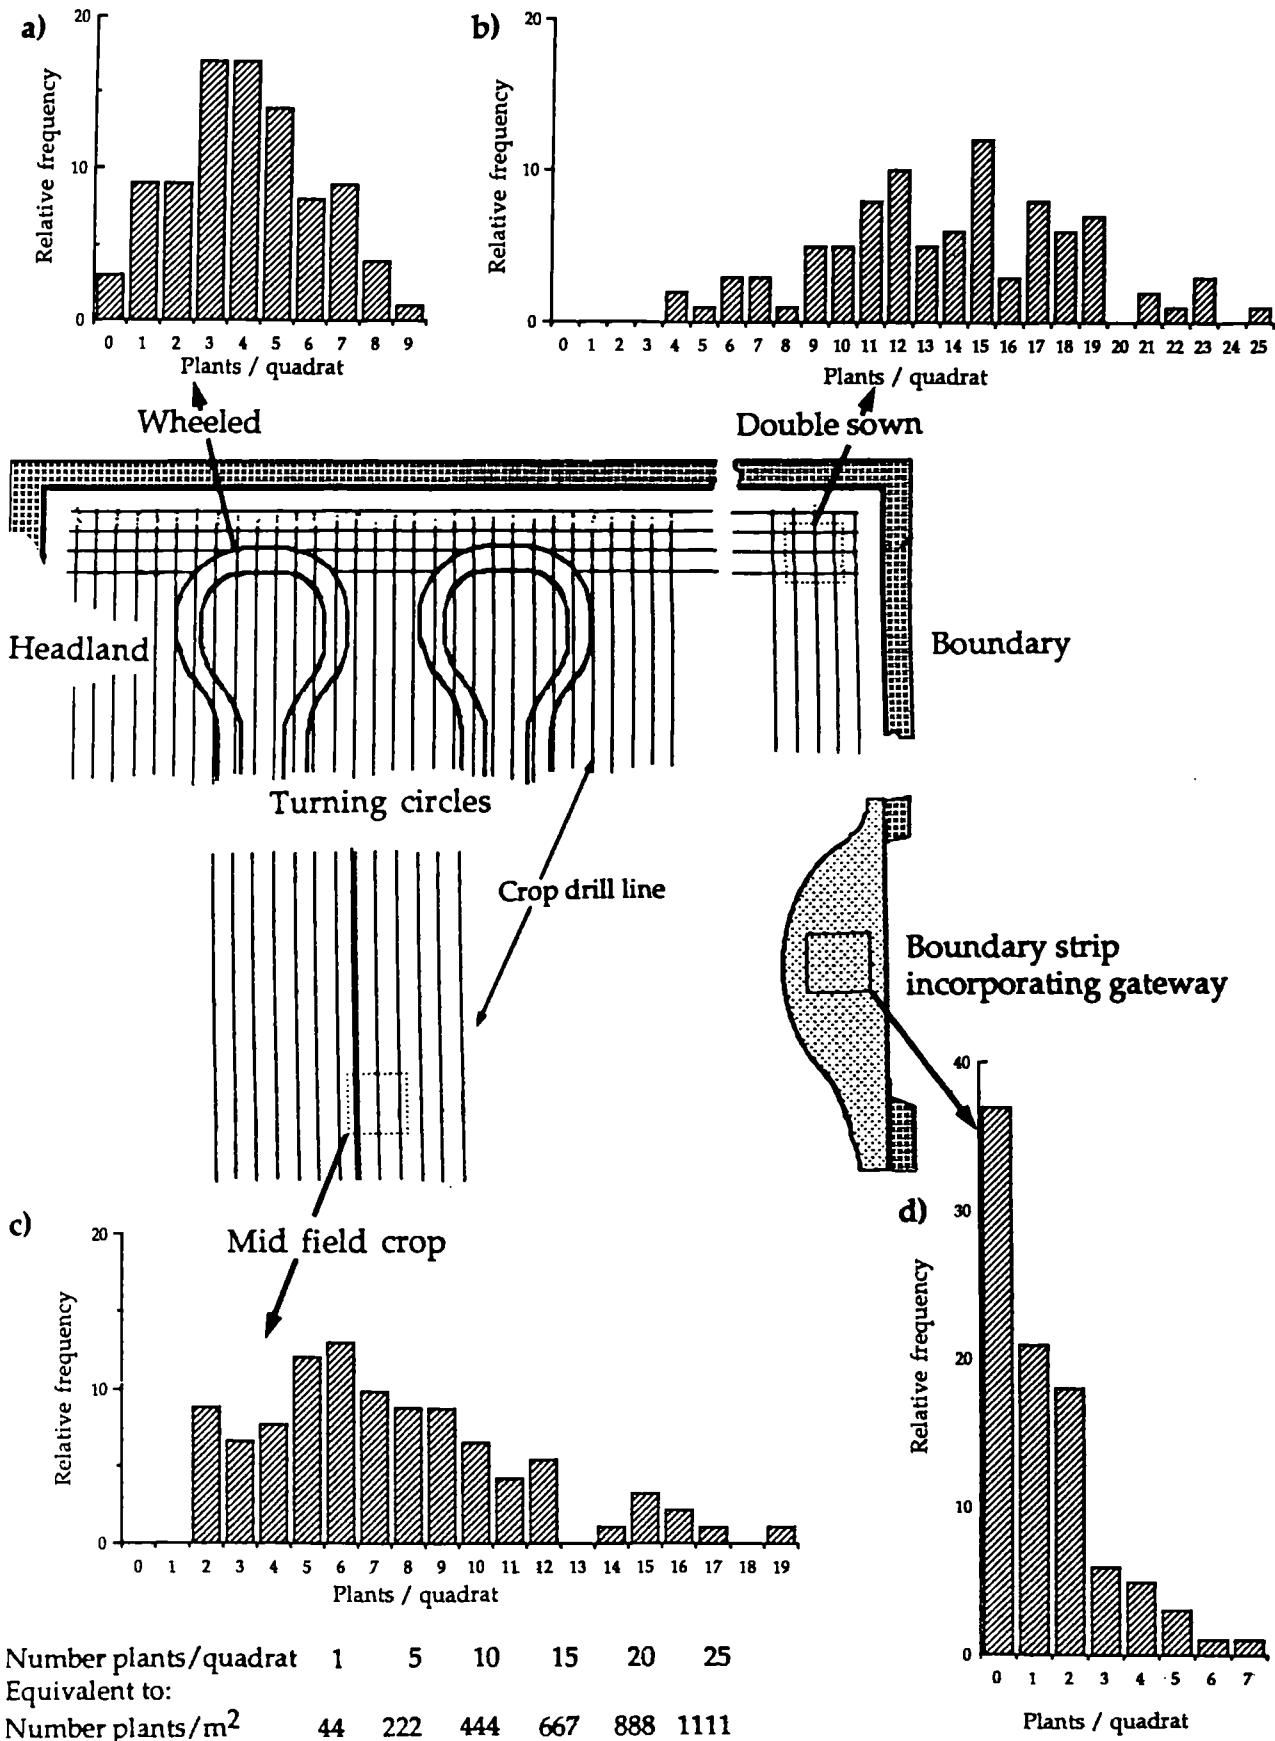 a)
20
10
0
Relative frequency
0 1 2 3 4 5 6 7 8 9
Plants / quadrat
b)
20
10
0
Relative frequency
0 1 2 3 4 5 6 7 8 9 10 11 12 13 14 15 16 17 18 19 20 21 22 23 24 25
Plants / quadrat
Wheeled
Double sown
Headland
Boundary
Turning circles
Crop drill line
Boundary strip
incorporating gateway
c)
Mid field crop
20
10
0
Relative frequency
0 1 2 3 4 5 6 7 8 9 10 11 12 13 14 15 16 17 18 19
Plants / quadrat
d)
40
30
20
10
0
Relative frequency
0 1 2 3 4 5 6 7
Plants / quadrat
Number plants/quadrat 1 5 10 15 20 25
Equivalent to:
Number plants/m² 44 222 444 667 888 1111